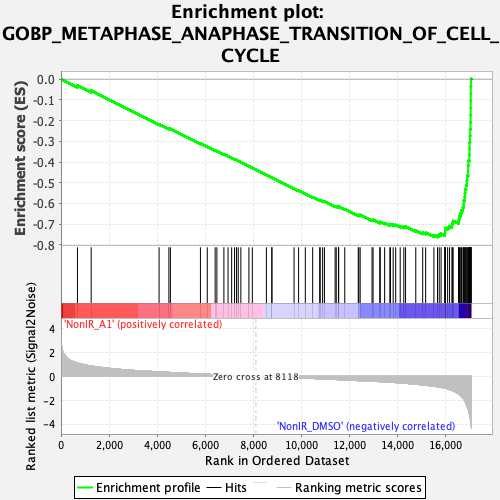 Enrichment plot:
GOBP_METAPHASE_ANAPHASE_TRANSITION_OF_CELL_
CYCLE
Enrichment score (ES)
0.0
-0.1
-0.2
-0.3
-0.4
-0.5
-0.6
-0.7
-0.8
'NonIR_A1' (positively correlated)
Ranked list metric (Signal2Noise)
4
2
0
-2
-4
Zero cross at 8118
'NonIR_DMSO' (negatively correlated)
0
2,000
4,000
6,000
8,000
10,000
12,000
14,000
16,000
Rank in Ordered Dataset
Enrichment profile
Hits
Ranking metric scores